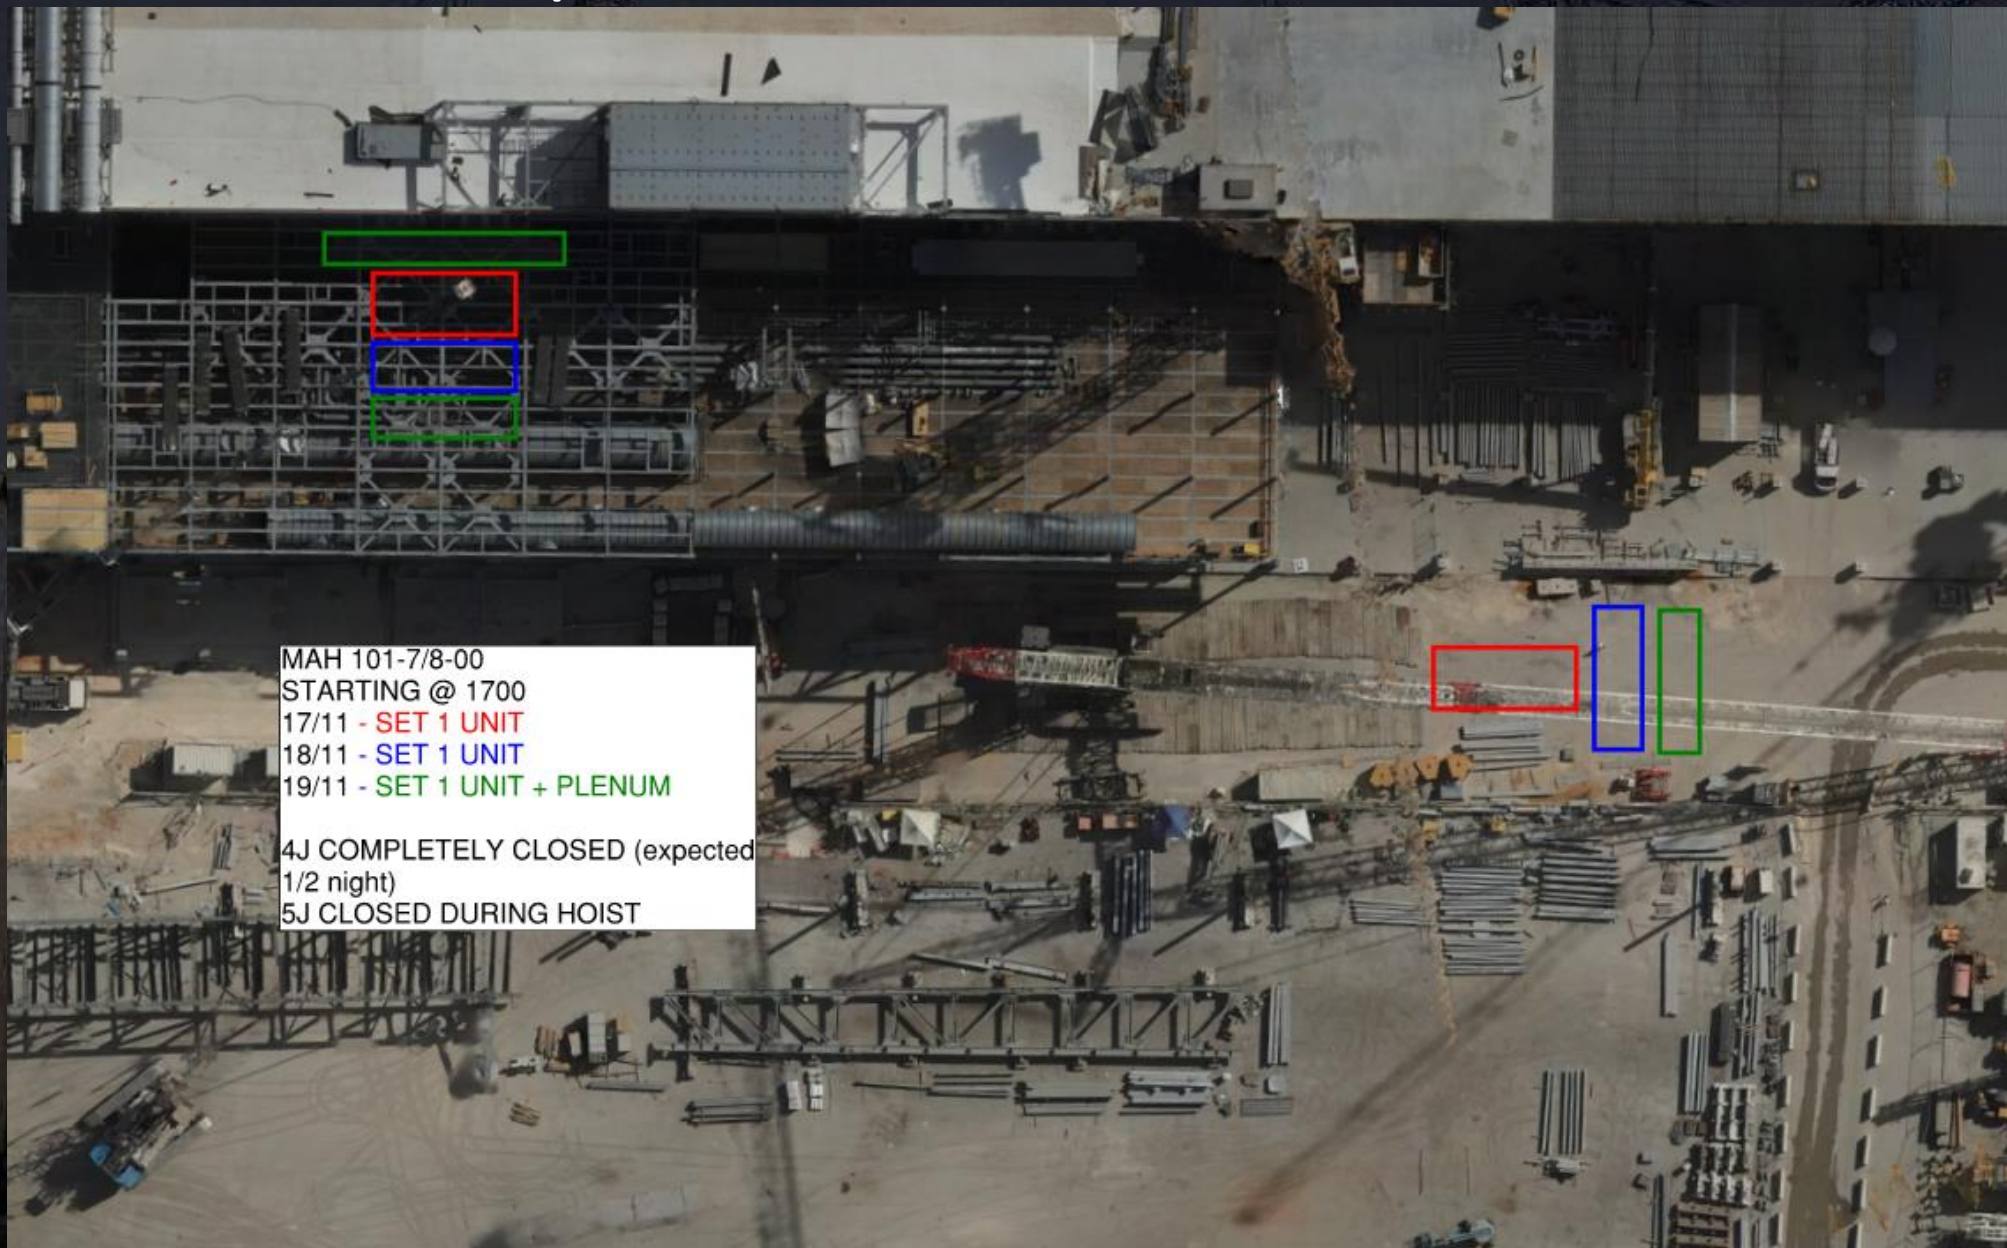 MAH 101-7/8-00
STARTING @ 1700
17/11 - SET 1 UNIT
18/11 - SET 1 UNIT
19/11 - SET 1 UNIT + PLENUM
4J COMPLETELY CLOSED (expected
1/2 night)
5J CLOSED DURING HOIST